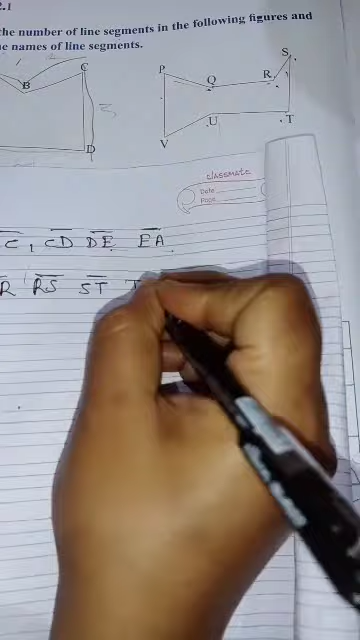 2.1
the number of line segments in the following figures and
names of line segments.
B C
D
P Q R S
V U T
classmate
Date
Page
C, CD DE EA
R RS ST T